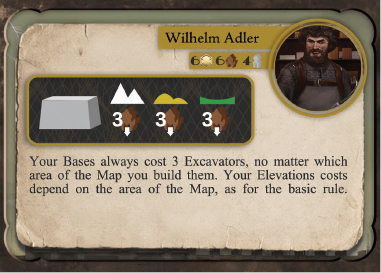 Wilhelm Adler
6 6 4
3 3 3
Your Bases always cost 3 Excavators, no matter which
area of the Map you build them. Your Elevations costs
depend on the area of the Map, as for the basic rule.